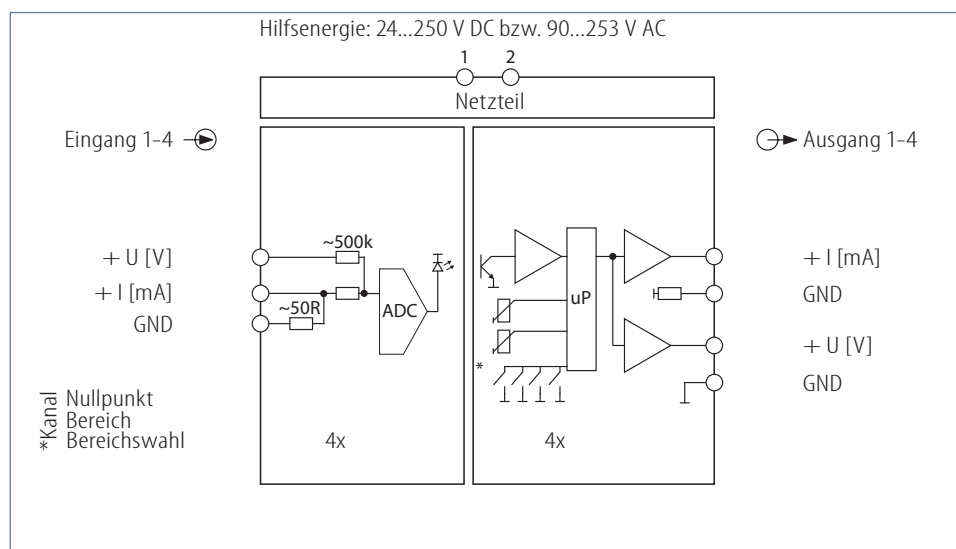 Hilfsenergie: 24...250 V DC bzw. 90...253 V AC
1 2
Netzteil
Eingang 1-4
Ausgang 1-4
+ U [V]
~500k
+ I [mA]
~50R
GND
ADC
uP
+ I [mA]
GND
+ U [V]
GND
*
*Kanal
Nullpunkt
Bereich
Bereichswahl
4x
4x